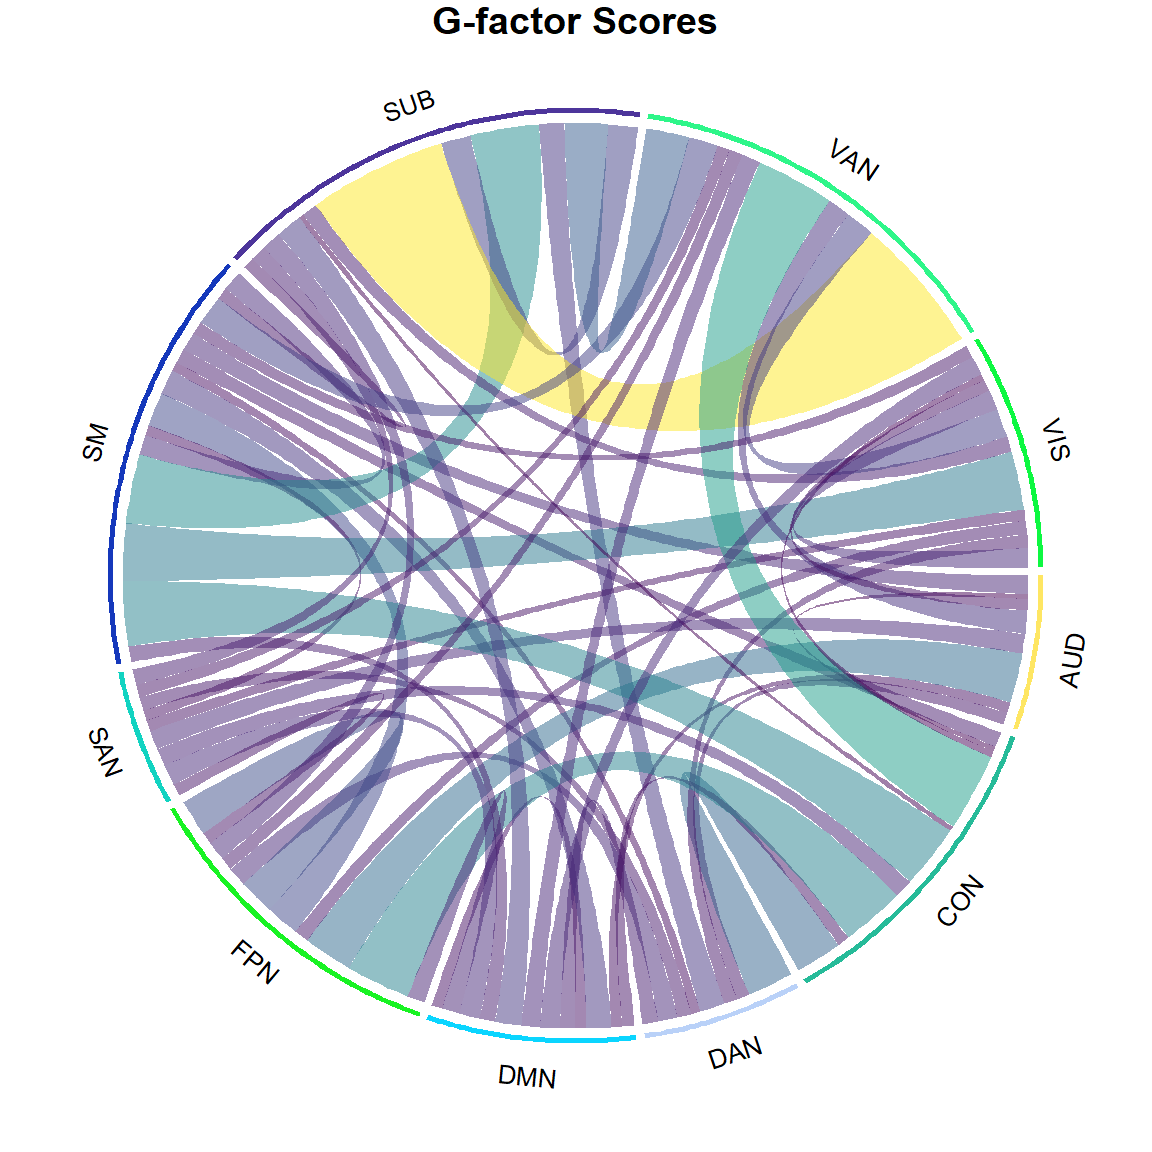 G-factor Scores
SUB
VAN
VIS
AUD
CON
DAN
DMN
FPN
SAN
SM